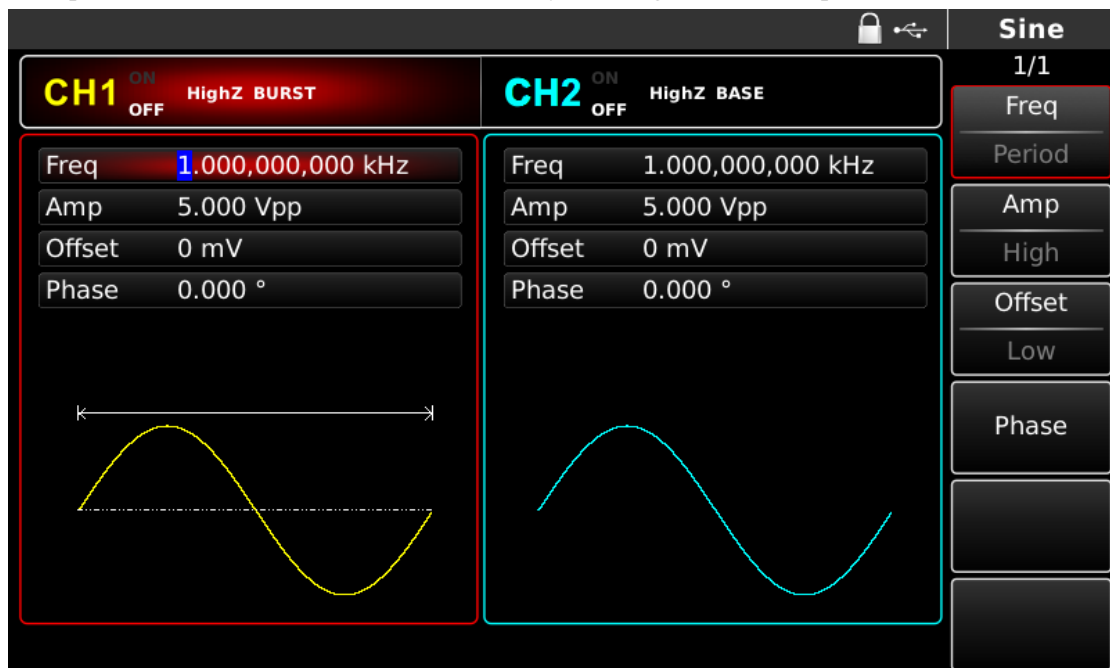 Sine
1/1
CH1 ON OFF HighZ BURST
CH2 ON OFF HighZ BASE
Freq 1.000,000,000 kHz
Amp 5.000 Vpp
Offset 0 mV
Phase 0.000 °
Freq 1.000,000,000 kHz
Amp 5.000 Vpp
Offset 0 mV
Phase 0.000 °
Freq
Period
Amp
High
Offset
Low
Phase